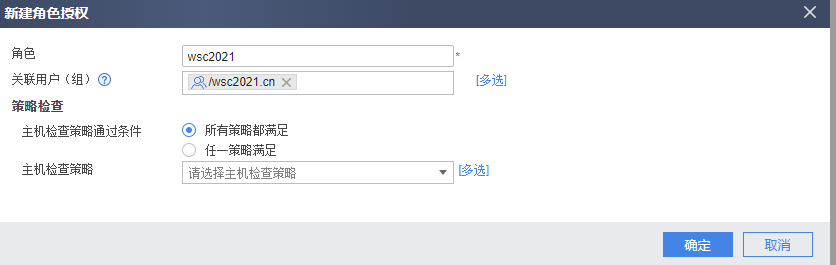 新建角色授权
角色 wsc2021 *
关联用户（组） ? /wsc2021.cn [多选]
策略检查
主机检查策略通过条件 所有策略都满足
任一策略满足
主机检查策略 请选择主机检查策略 [多选]
确定 取消